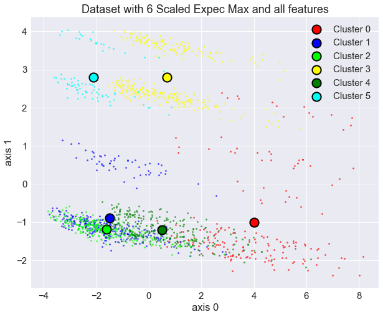 Dataset with 6 Scaled Expec Max and all features
Cluster 0
Cluster 1
Cluster 2
Cluster 3
Cluster 4
Cluster 5
axis 1
4
3
2
1
0
−1
−2
−4
−2
0
2
4
6
8
axis 0